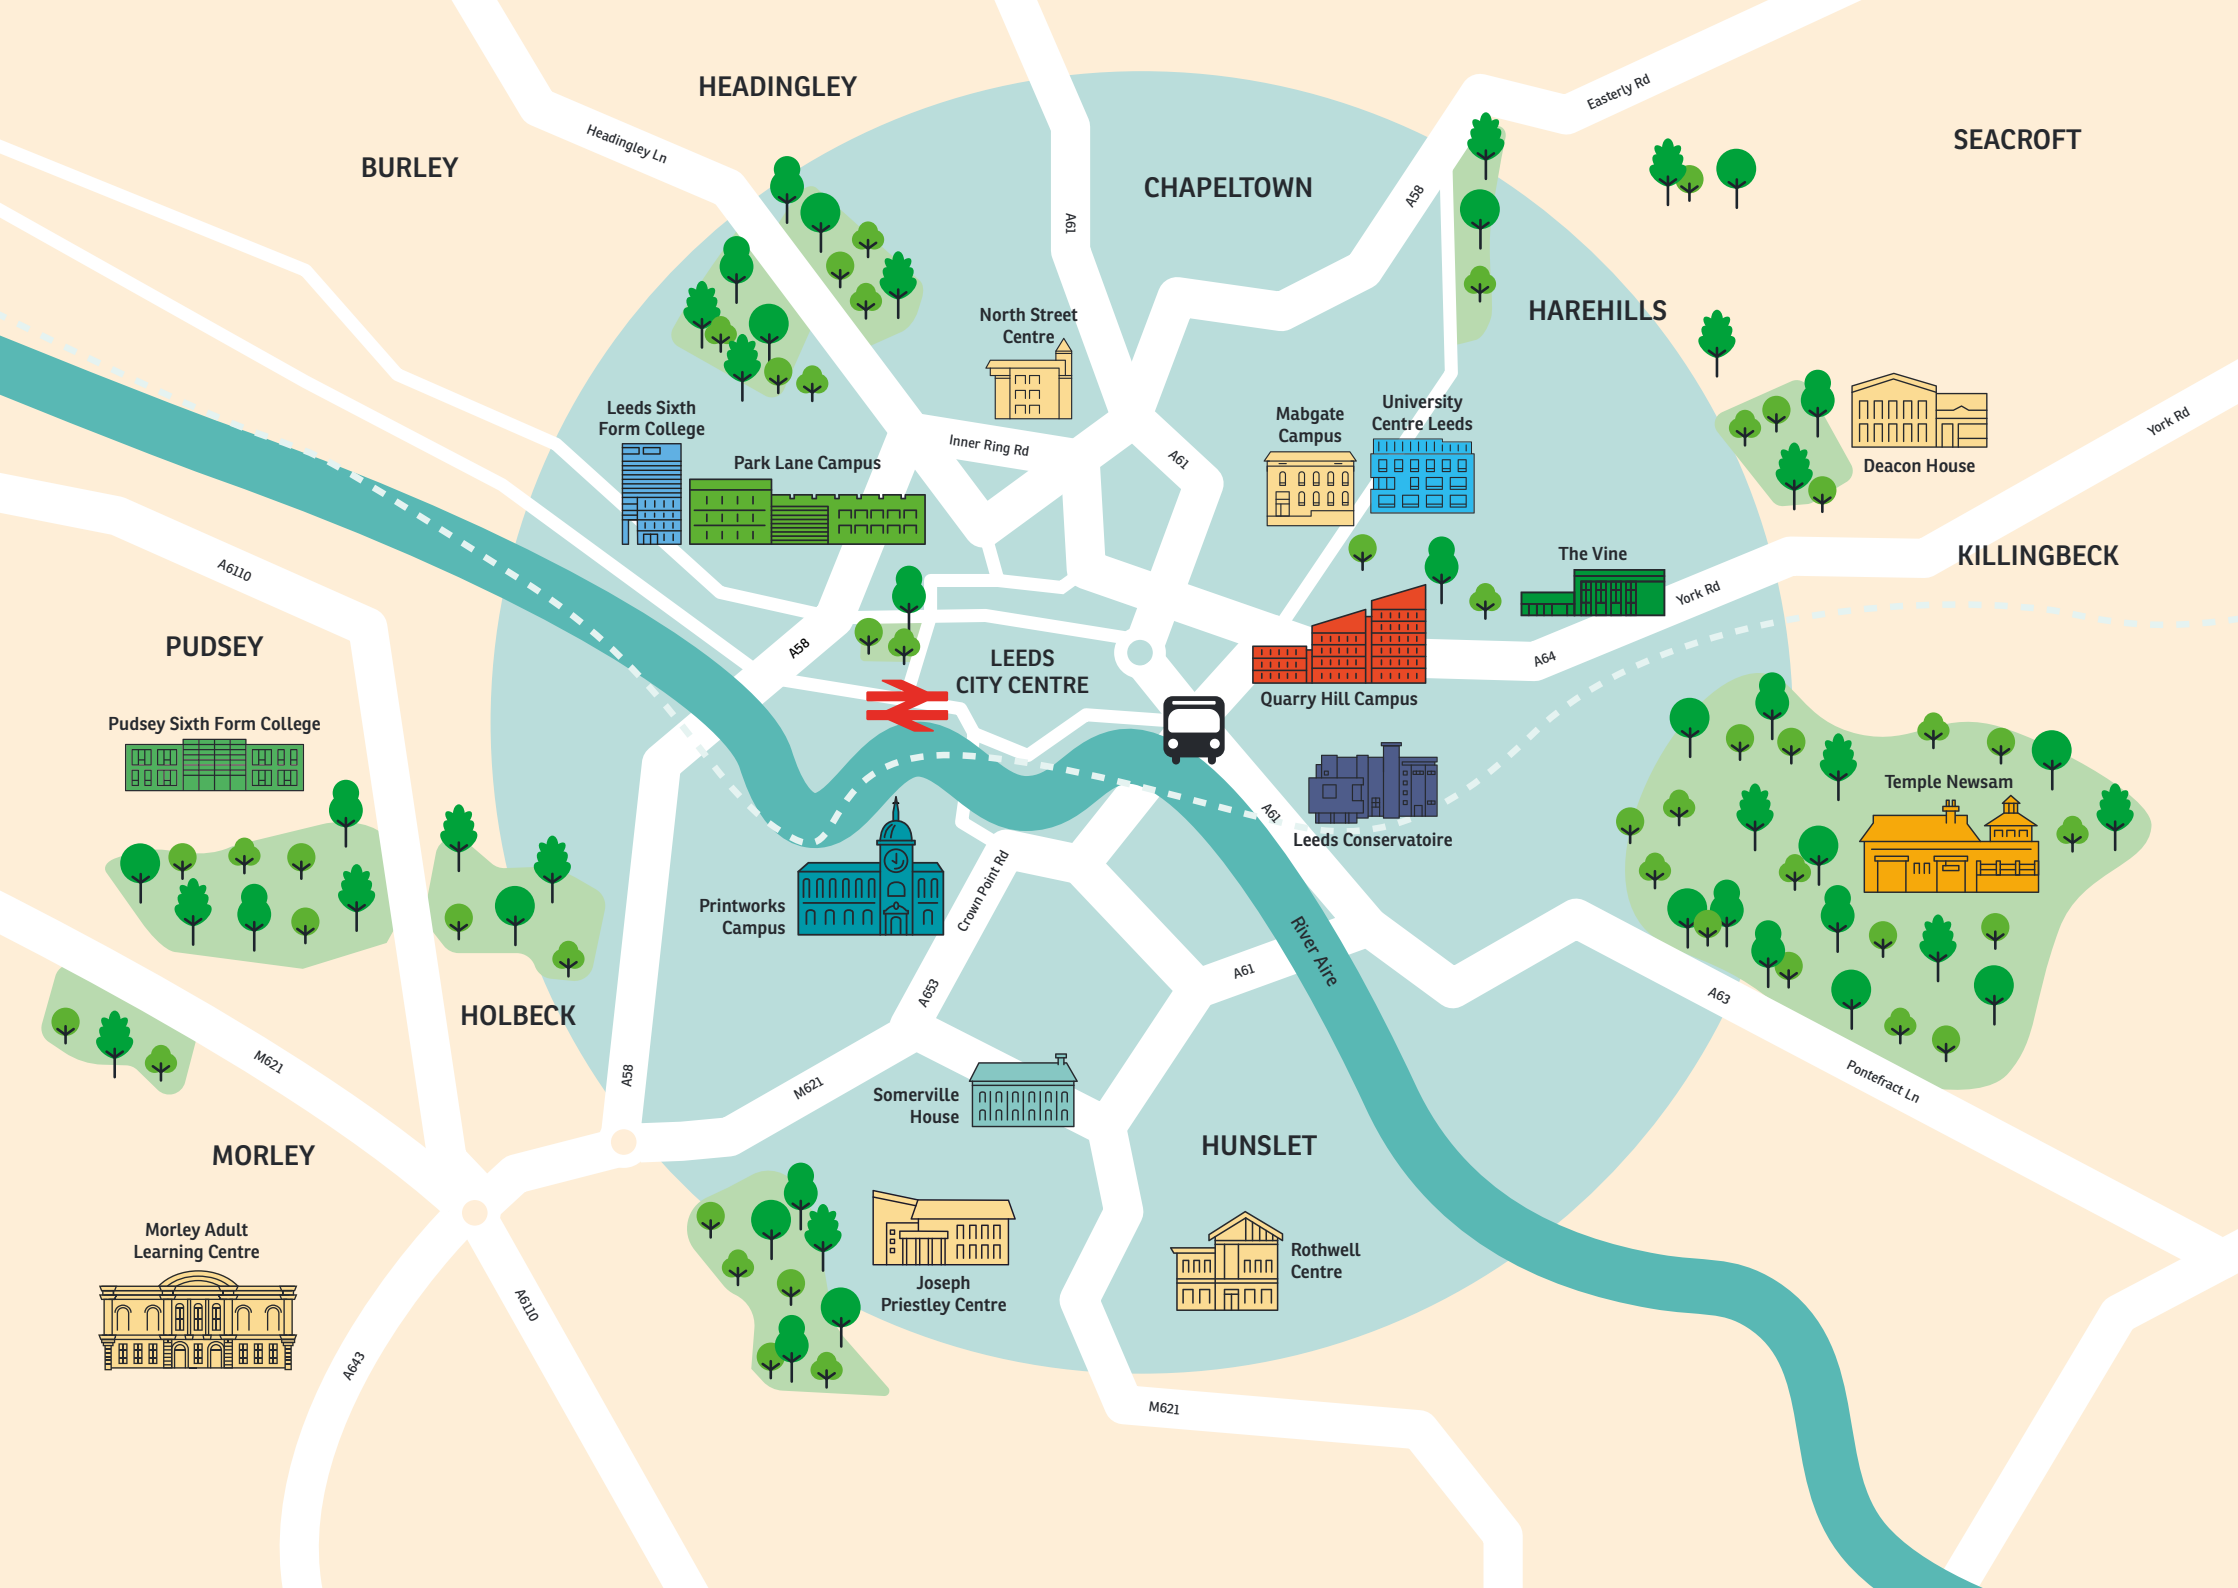 HEADINGLEY
Easterly Rd
SEACROFT
BURLEY
Headingley Ln
CHAPELTOWN
A58
A61
HAREHILLS
North Street
Centre
Leeds Sixth
Form College
Park Lane Campus
Inner Ring Rd
A61
Mabgate
Campus
University
Centre Leeds
York Rd
Deacon House
A6110
The Vine
KILLINGBECK
York Rd
PUDSEY
A58
LEEDS
CITY CENTRE
A64
Quarry Hill Campus
Pudsey Sixth Form College
Temple Newsam
A61
Leeds Conservatoire
Printworks
Campus
Crown Point Rd
River Aire
A61
A653
A63
HOLBECK
M621
A58
M621
Somerville
House
Pontefract Ln
MORLEY
HUNSLET
Morley Adult
Learning Centre
Joseph
Priestley Centre
Rothwell
Centre
A6110
A643
M621